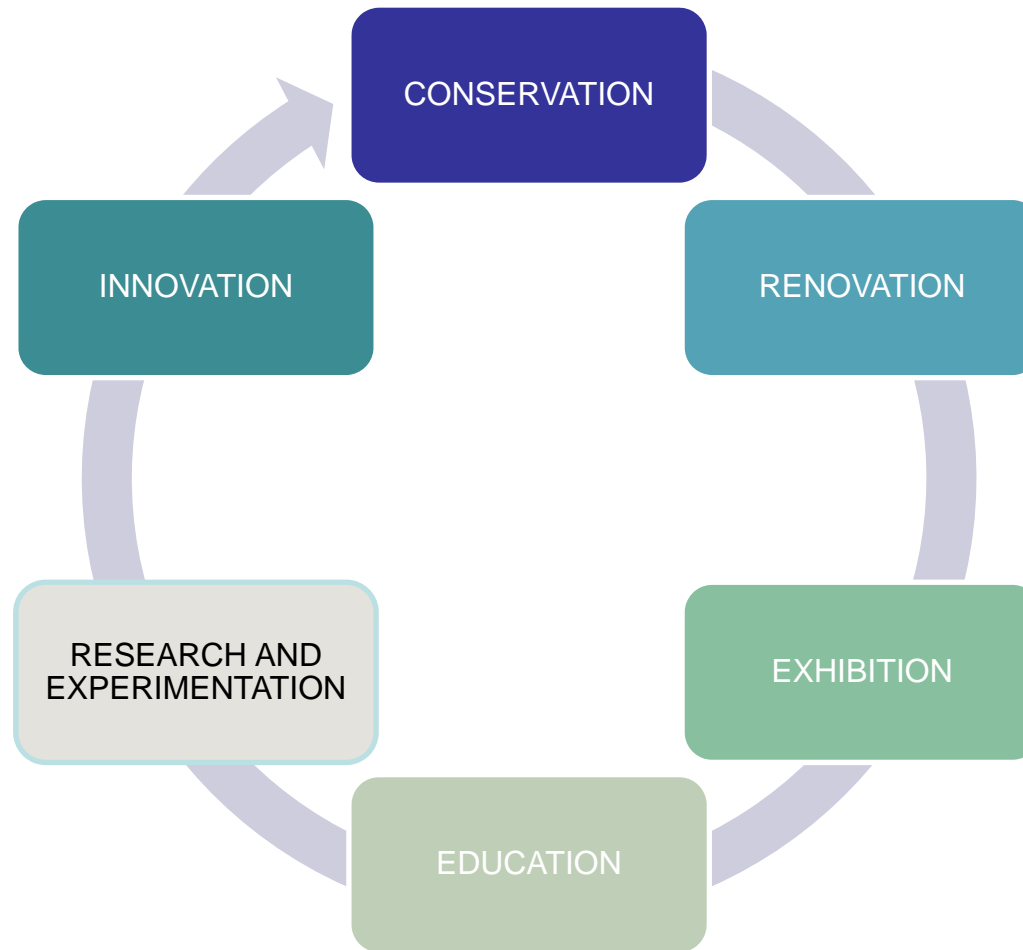 CONSERVATION
RENOVATION
EXHIBITION
EDUCATION
RESEARCH AND
EXPERIMENTATION
INNOVATION